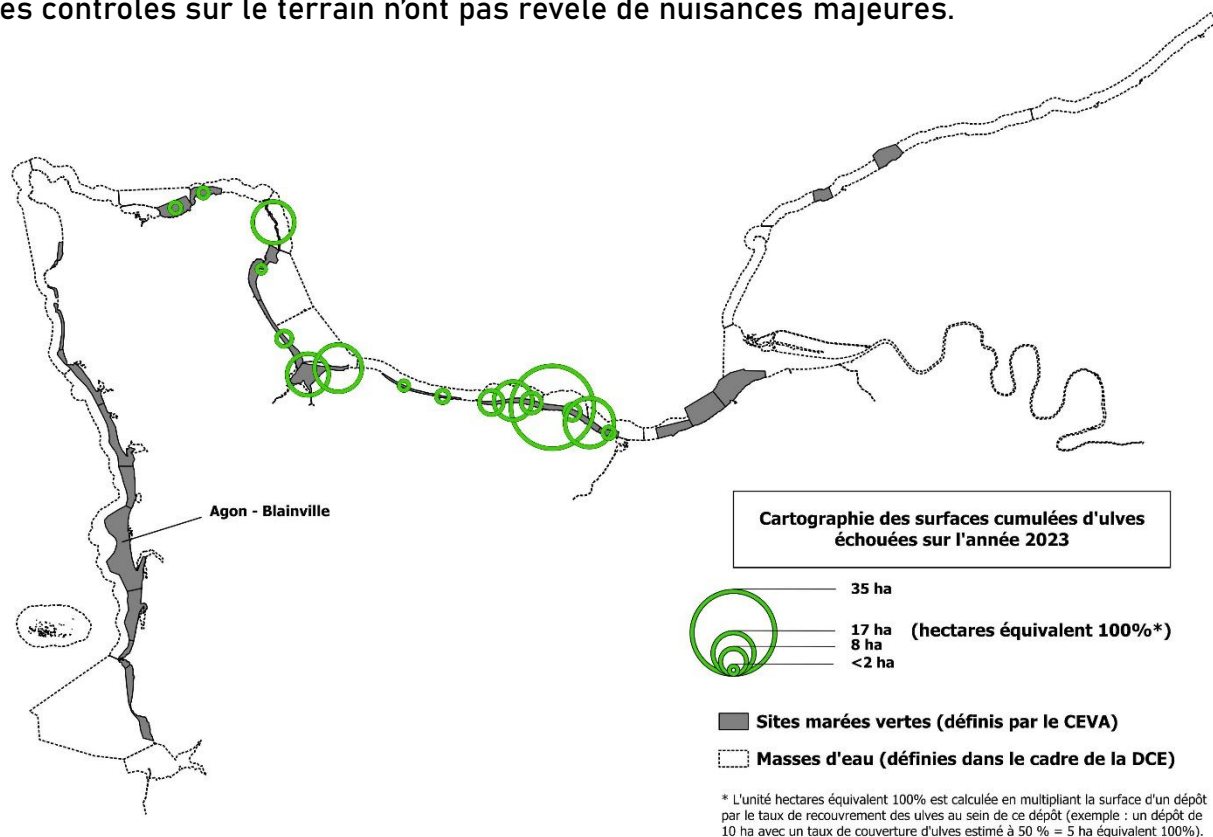 es contrôles sur le terrain n'ont pas révélé de nuisances majeures.
Agon - Blainville
Cartographie des surfaces cumulées d'ulves
échouées sur l'année 2023
35 ha
17 ha
(hectares équivalent 100%*)
8 ha
<2 ha
Sites marées vertes (définis par le CEVA)
Masses d'eau (définies dans le cadre de la DCE)
* L'unité hectares équivalent 100% est calculée en multipliant la surface d'un dépôt
par le taux de recouvrement des ulves au sein de ce dépôt (exemple : un dépôt de
10 ha avec un taux de couverture d'ulves estimé à 50 % = 5 ha équivalent 100%).